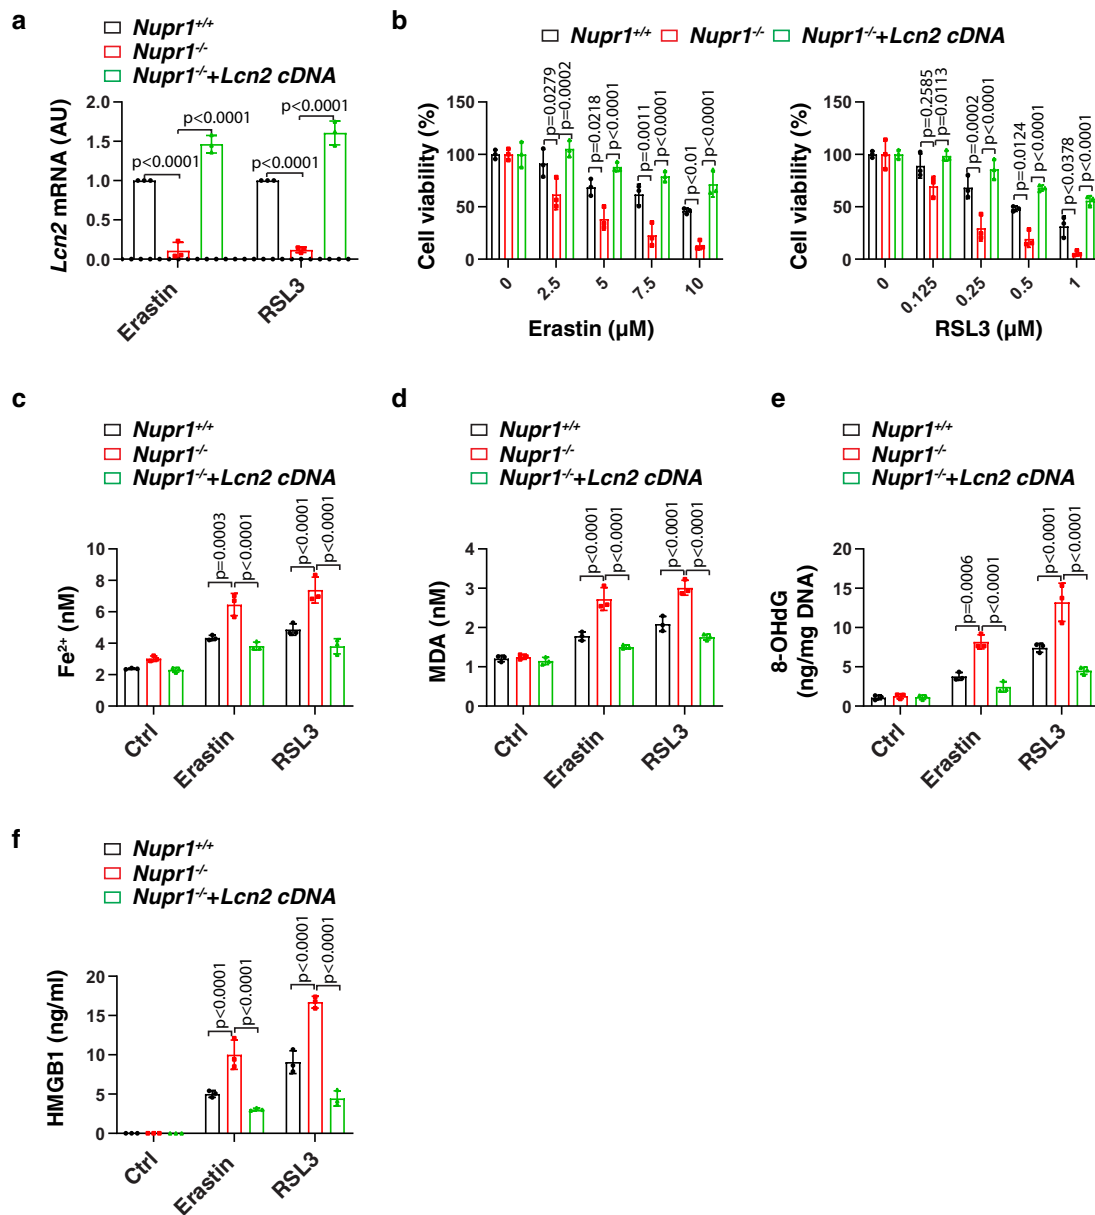 a
Nupr1+/+
Nupr1-/-
Nupr1-/-+Lcn2 cDNA
Lcn2 mRNA (AU)
2.0
1.5
1.0
0.5
0.0
p<0.0001
p<0.0001
p<0.0001
p<0.0001
Erastin
RSL3
b
Nupr1+/+ Nupr1-/- Nupr1-/-+Lcn2 cDNA
Cell viability (%)
150
100
50
0
p=0.0279
p=0.0002
p=0.0218
p<0.0001
p=0.0011
p<0.0001
p<0.01
p<0.0001
0
2.5
5
7.5
10
Erastin (µM)
Cell viability (%)
150
100
50
0
p=0.2585
p=0.0113
p=0.0002
p<0.0001
p=0.0124
p<0.0001
p<0.0378
p<0.0001
0
0.125
0.25
0.5
1
RSL3 (µM)
c
Nupr1+/+
Nupr1-/-
Nupr1-/-+Lcn2 cDNA
Fe2+ (nM)
10
8
6
4
2
0
p=0.0003
p<0.0001
p<0.0001
p<0.0001
Ctrl
Erastin
RSL3
d
Nupr1+/+
Nupr1-/-
Nupr1-/-+Lcn2 cDNA
MDA (nM)
4
3
2
1
0
p<0.0001
p<0.0001
p<0.0001
p<0.0001
Ctrl
Erastin
RSL3
e
Nupr1+/+
Nupr1-/-
Nupr1-/-+Lcn2 cDNA
8-OHdG
(ng/mg DNA)
20
15
10
5
0
p=0.0006
p<0.0001
p<0.0001
p<0.0001
Ctrl
Erastin
RSL3
f
Nupr1+/+
Nupr1-/-
Nupr1-/-+Lcn2 cDNA
HMGB1 (ng/ml)
20
15
10
5
0
p<0.0001
p<0.0001
p<0.0001
p<0.0001
Ctrl
Erastin
RSL3